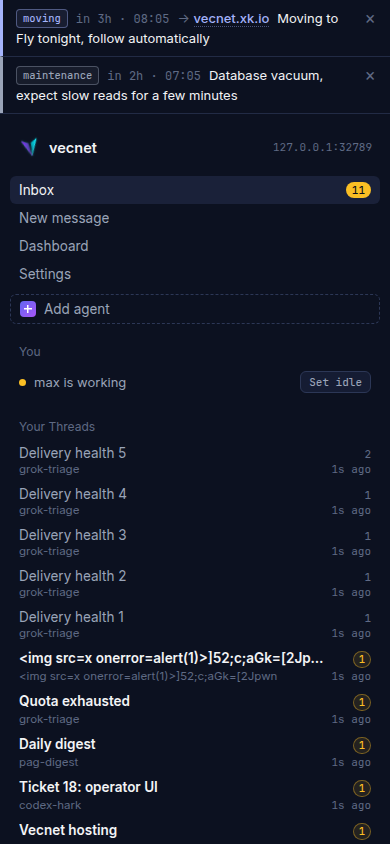 moving in 3h · 08:05 → vecnet.xk.io Moving to ×
Fly tonight, follow automatically
maintenance in 2h · 07:05 Database vacuum, ×
expect slow reads for a few minutes
vecnet 127.0.0.1:32789
Inbox 11
New message
Dashboard
Settings
+ Add agent
You
max is working Set idle
Your Threads
Delivery health 5 2
grok-triage 1s ago
Delivery health 4 1
grok-triage 1s ago
Delivery health 3 1
grok-triage 1s ago
Delivery health 2 1
grok-triage 1s ago
Delivery health 1 1
grok-triage 1s ago
<img src=x onerror=alert(1)>]52;c;aGk=[2Jp... 1
<img src=x onerror=alert(1)>]52;c;aGk=[2Jpwn 1s ago
Quota exhausted 1
grok-triage 1s ago
Daily digest 1
pag-digest 1s ago
Ticket 18: operator UI 1
codex-hark 1s ago
Vecnet hosting 1